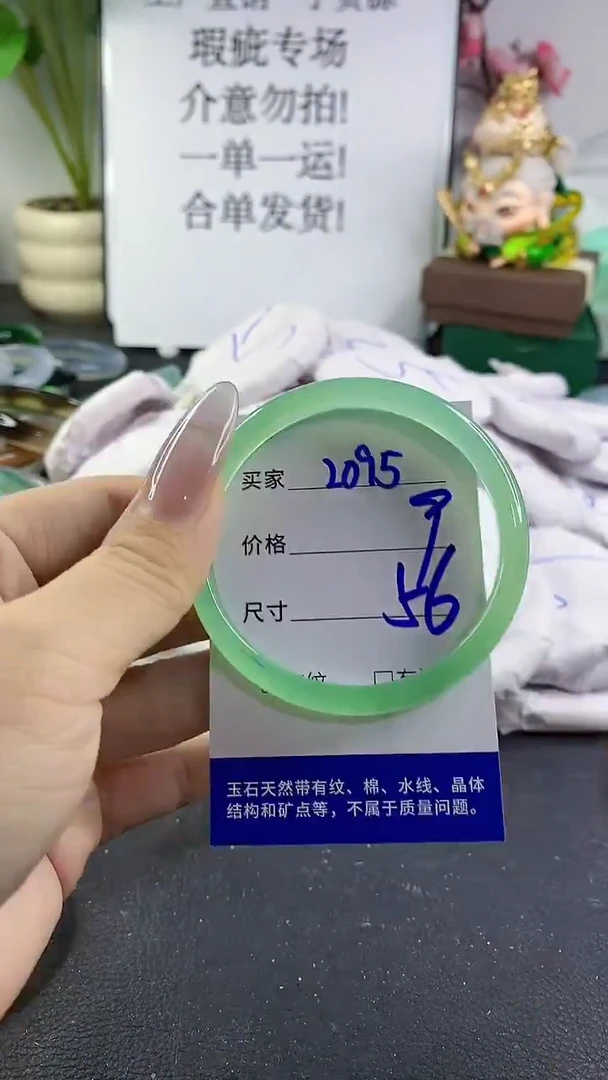 瑕疵专场
介意勿拍!
一单一运!
合单发货!
买家 2095
价格
尺寸 56
玉石天然带有纹、棉、水线、晶体
结构和矿点等，不属于质量问题。